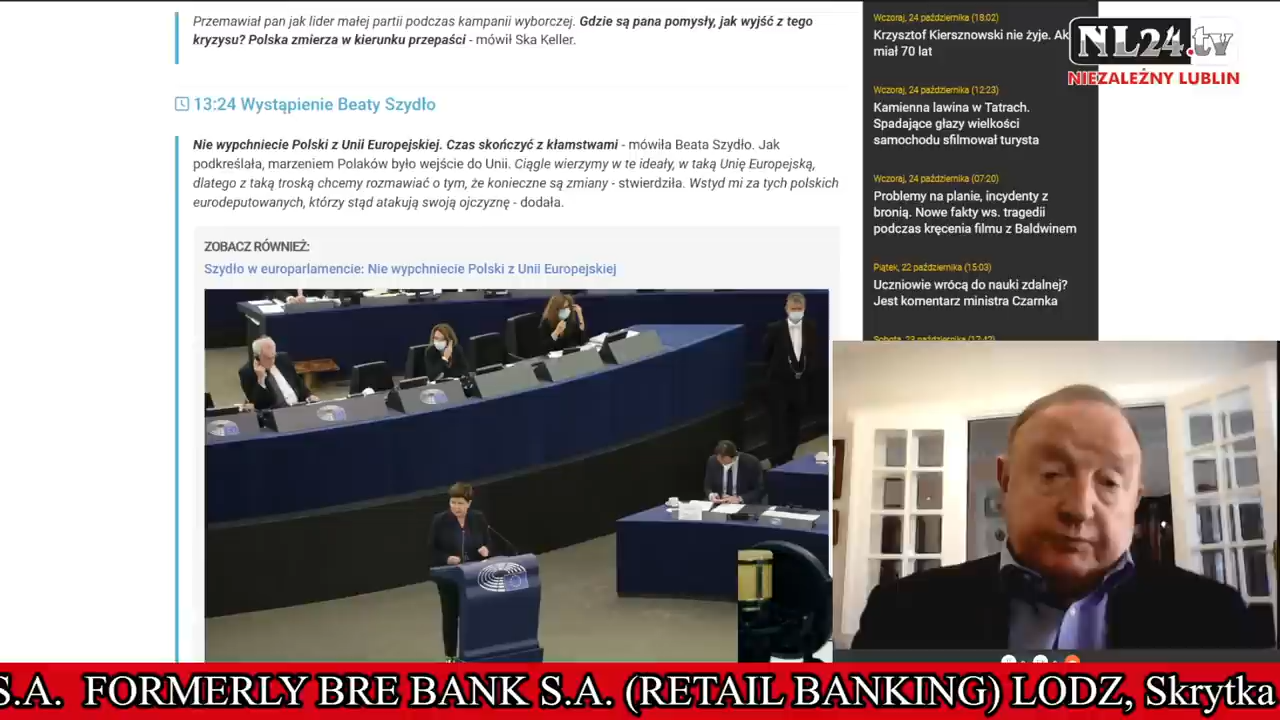 Przemawiał pan jak lider małej partii podczas kampanii wyborczej. Gdzie są pana pomysły, jak wyjść z tego
kryzysu? Polska zmierza w kierunku przepaści - mówił Ska Keller.
13:24 Wystąpienie Beaty Szydło
Nie wypchniecie Polski z Unii Europejskiej. Czas skończyć z kłamstwami - mówiła Beata Szydło. Jak
podkreślała, marzeniem Polaków było wejście do Unii. Ciągle wierzymy w te ideały, w taką Unię Europejską,
dlatego z taką troską chcemy rozmawiać o tym, że konieczne są zmiany - stwierdziła. Wstyd mi za tych polskich
eurodeputowanych, którzy stąd atakują swoją ojczyznę - dodała.
ZOBACZ RÓWNIEŻ:
Szydło w europarlamencie: Nie wypchniecie Polski z Unii Europejskiej
Wczoraj, 24 października (18:02)
Krzysztof Kiersznowski nie żyje. Ak
miał 70 lat
Wczoraj, 24 października (12:23)
Kamienna lawina w Tatrach.
Spadające głazy wielkości
samochodu sfilmował turysta
Wczoraj, 24 października (07:20)
Problemy na planie, incydenty z
bronią. Nowe fakty ws. tragedii
podczas kręcenia filmu z Baldwinem
Piątek, 22 października (15:03)
Uczniowie wrócą do nauki zdalnej?
Jest komentarz ministra Czarnka
Sobota, 23 października (17:42)
NL24.tv
NIEZALEŻNY LUBLIN
S.A. FORMERLY BRE BANK S.A. (RETAIL BANKING) LODZ, Skrytka